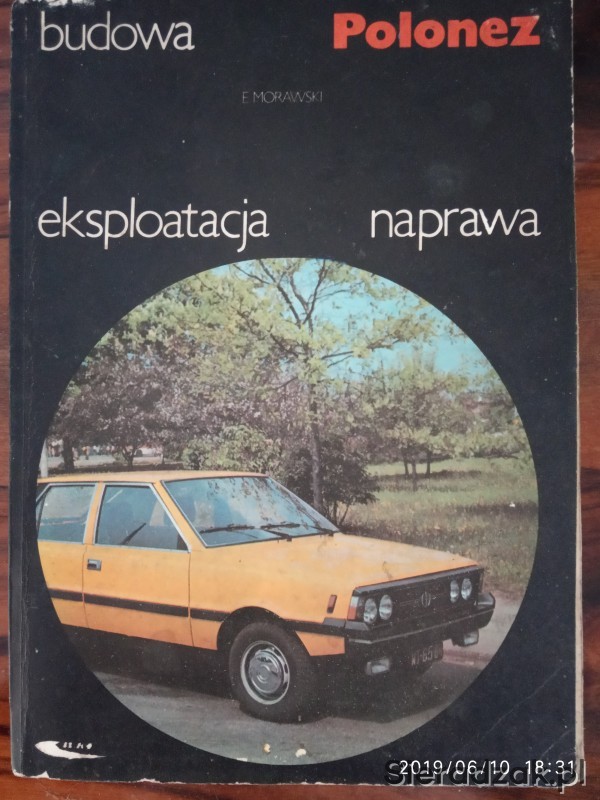 budowa Polonez
E. MORAWSKI
eksploatacja naprawa
2019/06/10 18:31
Sieradzak.pl